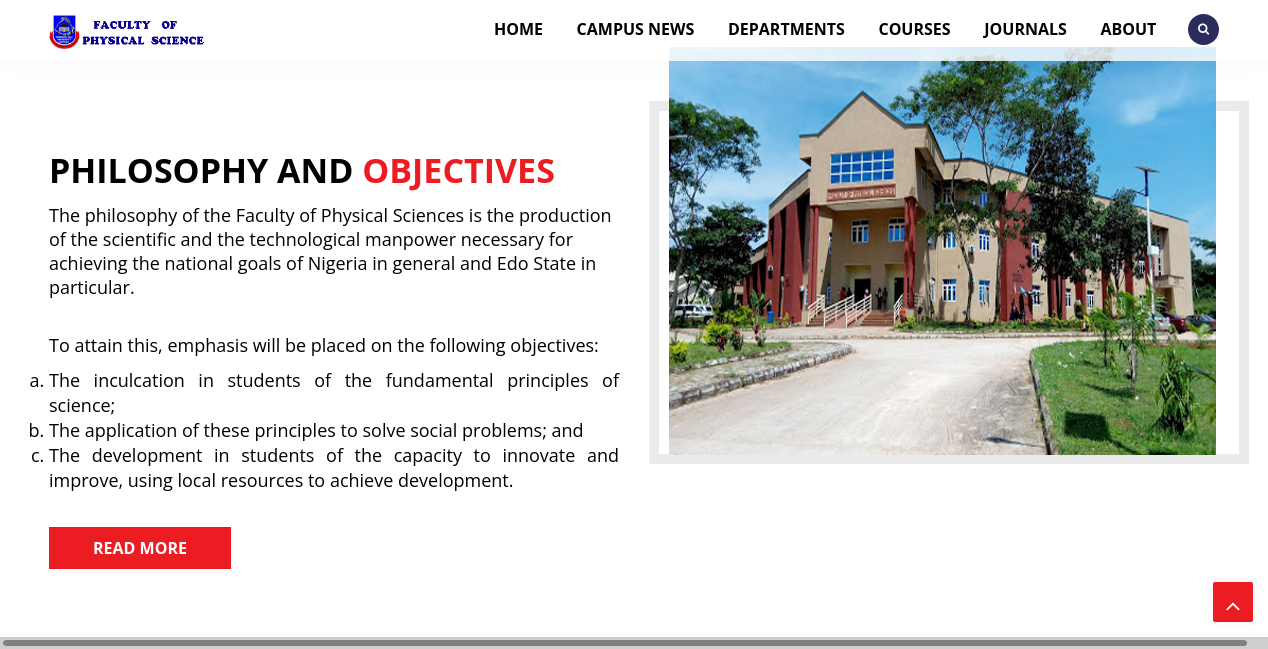 FACULTY OF
PHYSICAL SCIENCE
HOME CAMPUS NEWS DEPARTMENTS COURSES JOURNALS ABOUT
PHILOSOPHY AND OBJECTIVES
The philosophy of the Faculty of Physical Sciences is the production
of the scientific and the technological manpower necessary for
achieving the national goals of Nigeria in general and Edo State in
particular.
To attain this, emphasis will be placed on the following objectives:
a. The inculcation in students of the fundamental principles of
science;
b. The application of these principles to solve social problems; and
c. The development in students of the capacity to innovate and
improve, using local resources to achieve development.
READ MORE